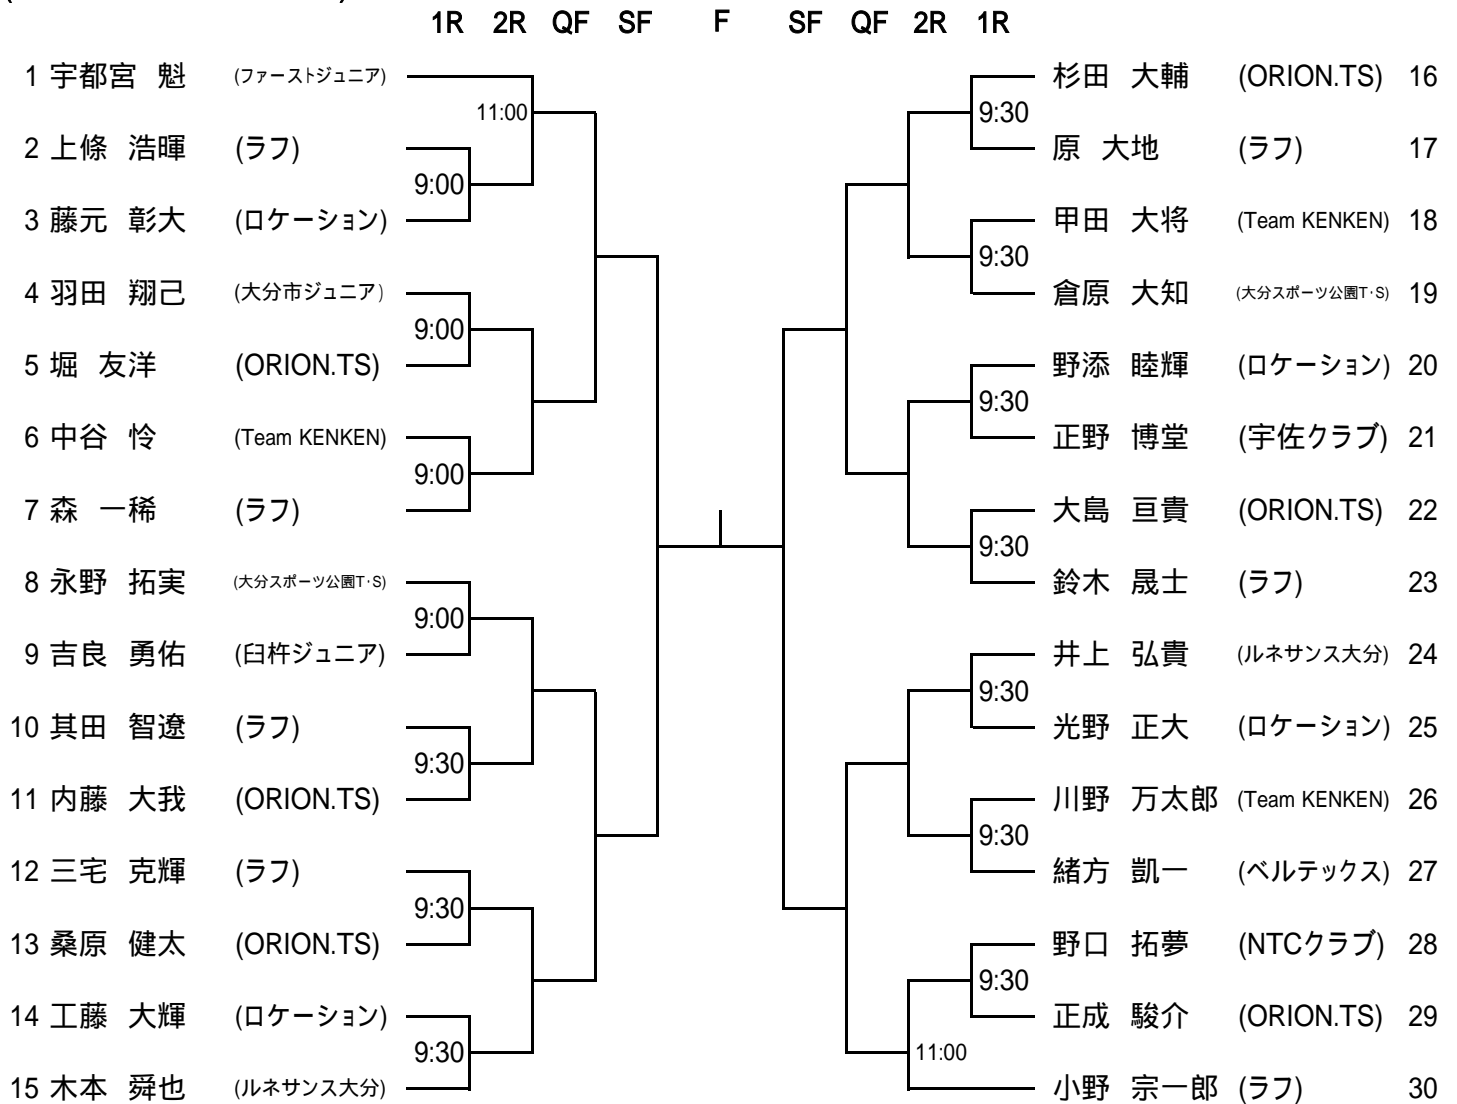 1R 2R QF SF F SF QF 2R 1R
1 宇都宮 魁 (ファーストジュニア) 杉田 大輔 (ORION.TS) 16
11:00 9:30
2 上條 浩暉 (ラフ) 原 大地 (ラフ) 17
9:00
3 藤元 彰大 (ロケーション) 甲田 大将 (Team KENKEN) 18
9:30
4 羽田 翔己 (大分市ジュニア) 倉原 大知 (大分スポーツ公園T・S) 19
9:00
5 堀 友洋 (ORION.TS) 野添 睦輝 (ロケーション) 20
9:30
6 中谷 怜 (Team KENKEN) 正野 博堂 (宇佐クラブ) 21
9:00
7 森 一稀 (ラフ) 大島 亘貴 (ORION.TS) 22
9:30
8 永野 拓実 (大分スポーツ公園T・S) 鈴木 晟士 (ラフ) 23
9:00
9 吉良 勇佑 (臼杵ジュニア) 井上 弘貴 (ルネサンス大分) 24
9:30
10 其田 智遼 (ラフ) 光野 正大 (ロケーション) 25
9:30
11 内藤 大我 (ORION.TS) 川野 万太郎 (Team KENKEN) 26
9:30
12 三宅 克輝 (ラフ) 緒方 凱一 (ベルテックス) 27
9:30
13 桑原 健太 (ORION.TS) 野口 拓夢 (NTCクラブ) 28
9:30
14 工藤 大輝 (ロケーション) 正成 駿介 (ORION.TS) 29
9:30 11:00
15 木本 舜也 (ルネサンス大分) 小野 宗一郎 (ラフ) 30